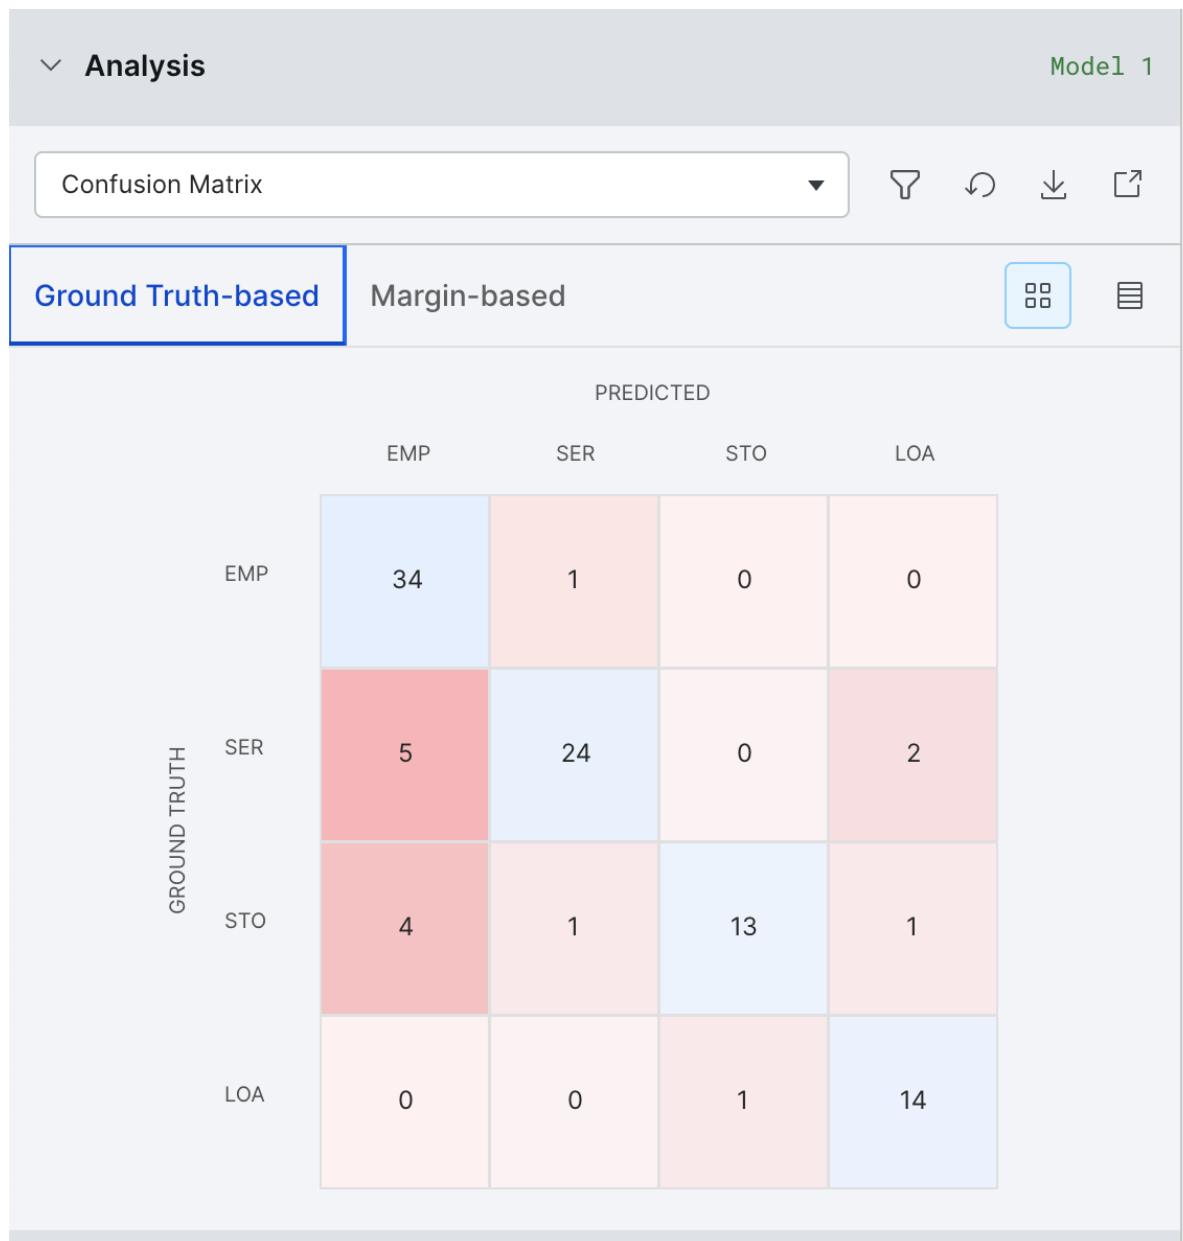 Analysis Model 1
Confusion Matrix
Ground Truth-based Margin-based
PREDICTED
EMP SER STO LOA
EMP 34 1 0 0
SER 5 24 0 2
GROUND TRUTH
STO 4 1 13 1
LOA 0 0 1 14